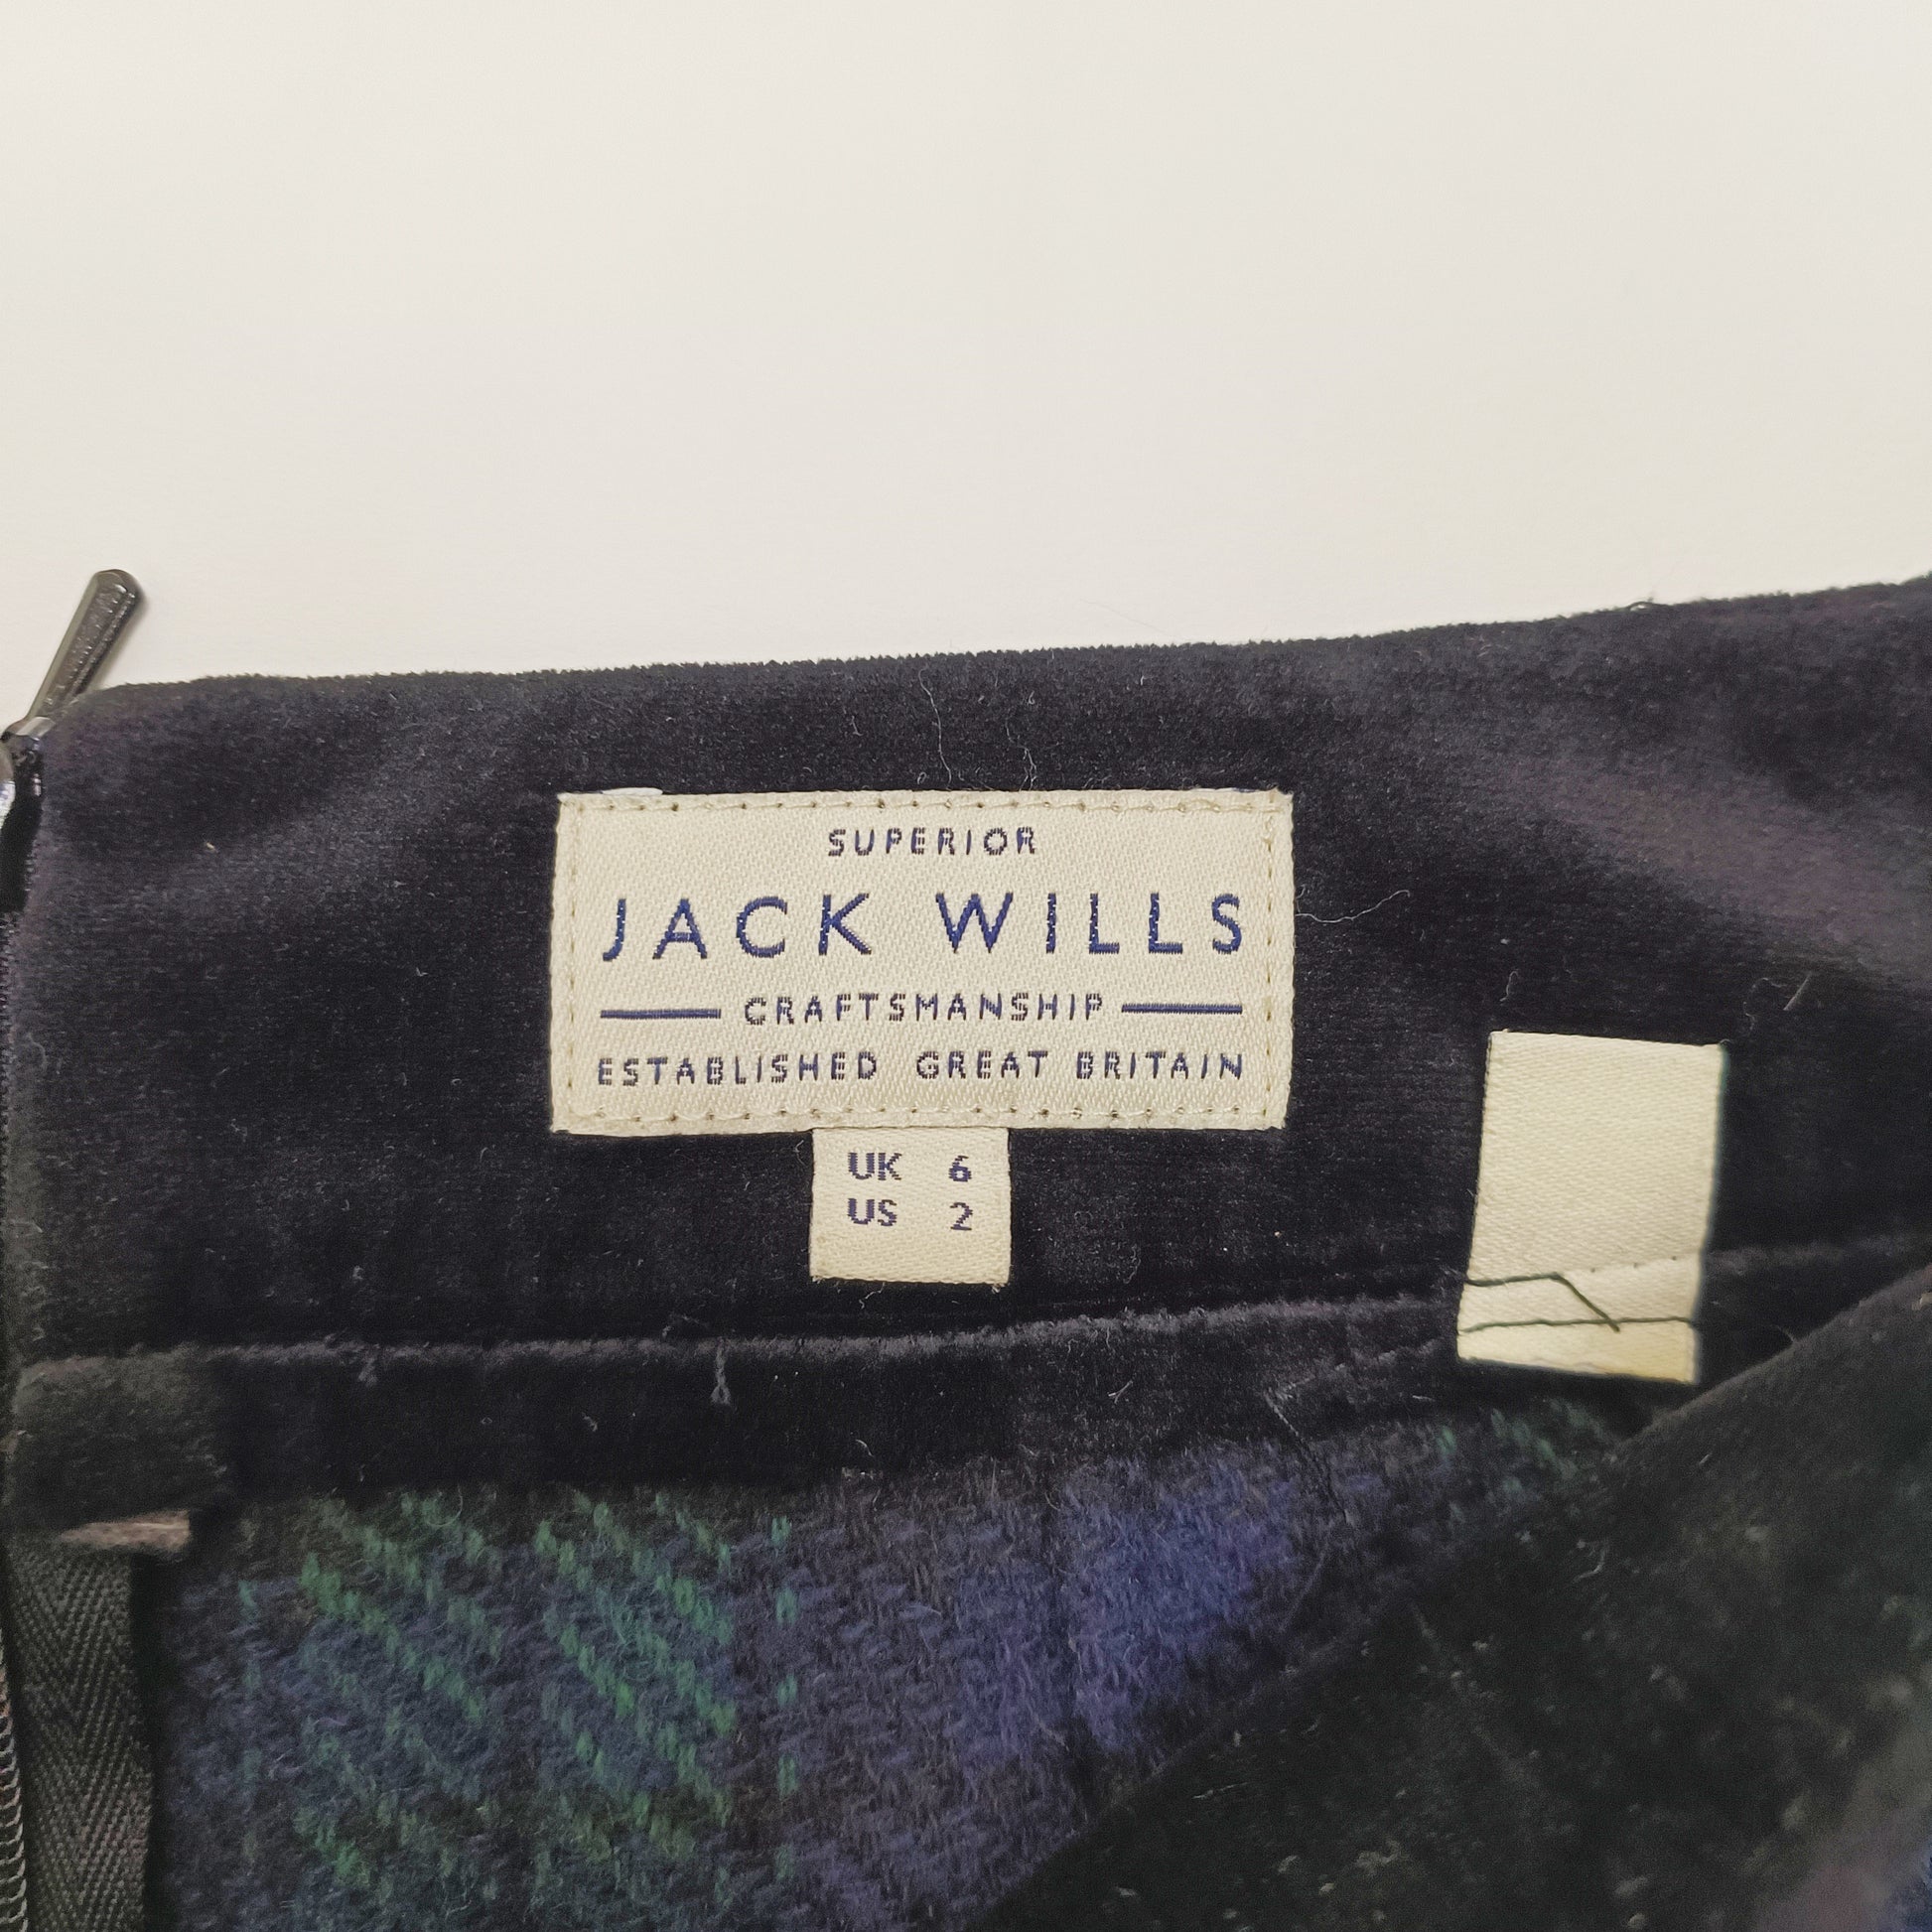 SUPERIOR
JACK WILLS
CRAFTSMANSHIP
ESTABLISHED GREAT BRITAIN
UK 6
US 2